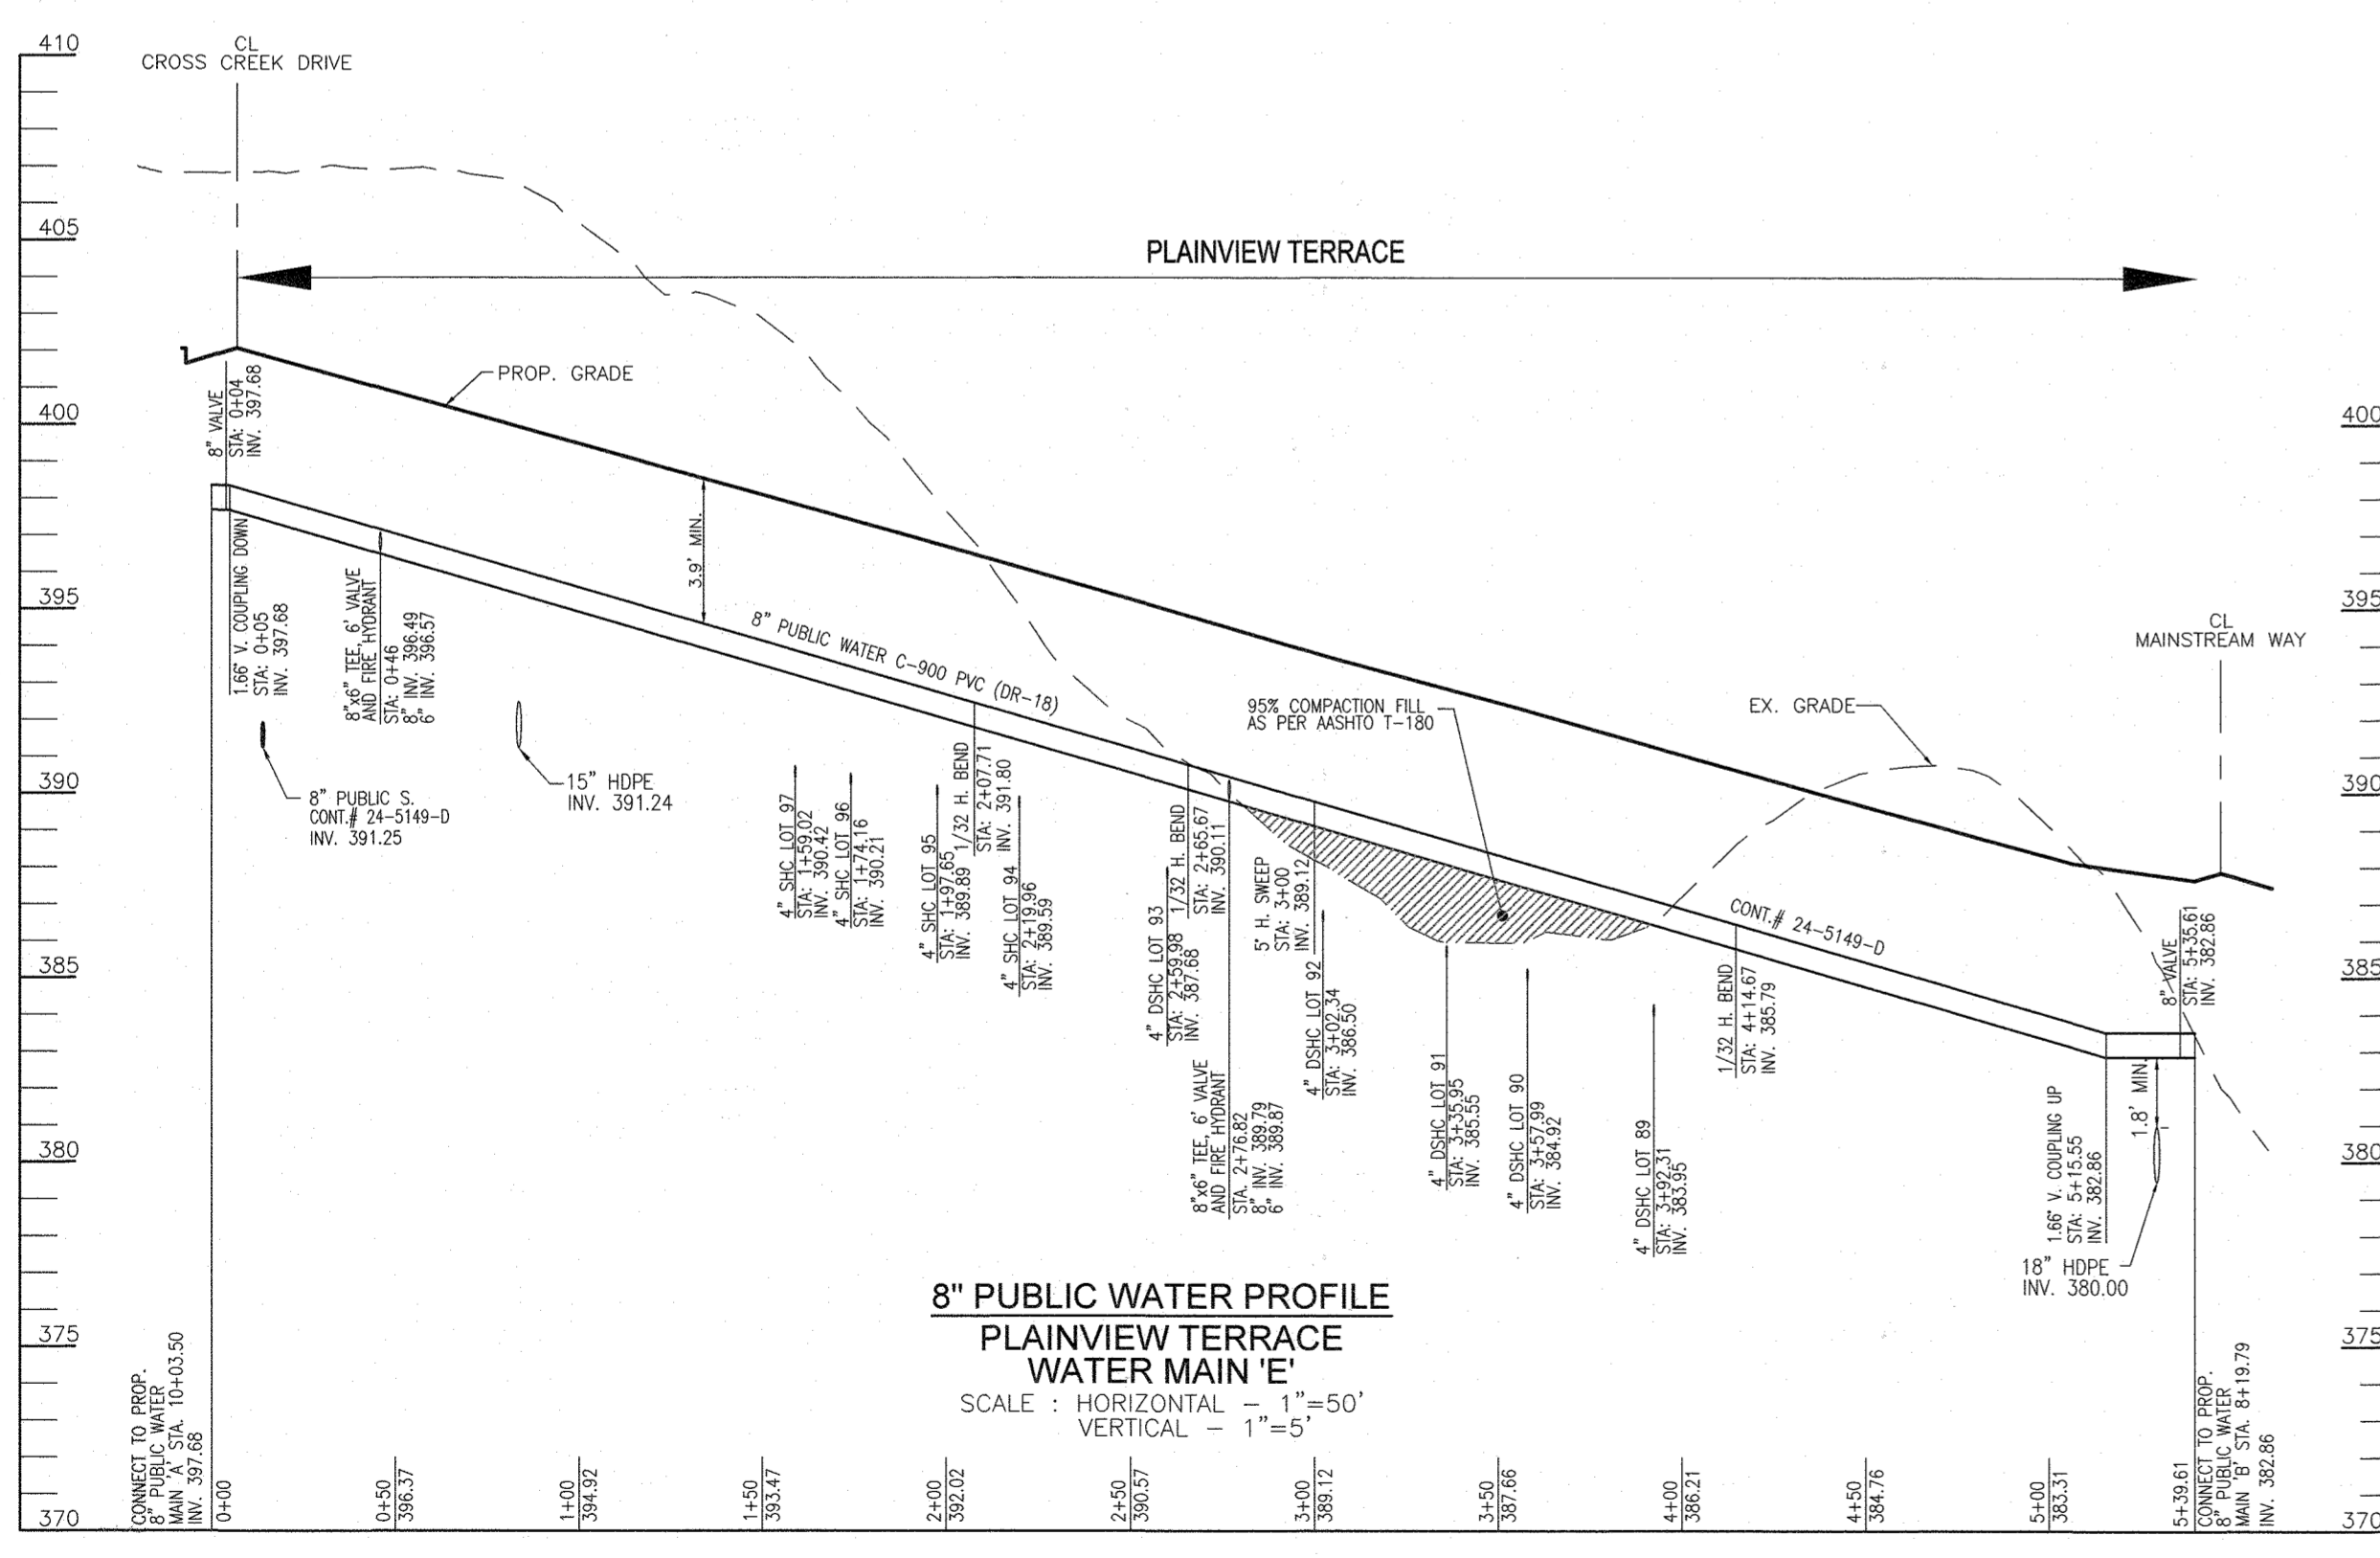 410
405
400
395
390
385
380
375
370
CL
CROSS CREEK DRIVE
PLAINVIEW TERRACE
PROP. GRADE
8" VALVE
STA: 0+04
INV. 397.68
1.66° V. COUPLING DOWN
STA: 0+05
INV. 397.68
8"x6" TEE, 6' VALVE
AND FIRE HYDRANT
STA: 0+46
8" INV. 396.49
6" INV. 396.57
8" PUBLIC S.
CONT.# 24-5149-D
INV. 391.25
15" HDPE
INV. 391.24
3.9' MIN.
8" PUBLIC WATER C-900 PVC (DR-18)
4" SHC LOT 97
STA: 1+59.02
INV. 390.42
4" SHC LOT 96
STA: 1+74.16
INV. 390.21
4" SHC LOT 95
STA: 1+97.65
INV. 389.89
1/32 H. BEND
STA: 2+07.71
INV. 391.80
4" SHC LOT 94
STA: 2+19.96
INV. 389.59
4" DSHC LOT 93
STA: 2+59.98
INV. 387.68
1/32 H. BEND
STA: 2+65.67
INV. 390.11
8"x6" TEE, 6' VALVE
AND FIRE HYDRANT
STA. 2+76.82
8" INV. 389.79
6" INV. 389.87
5' H. SWEEP
STA: 3+00
INV. 389.12
4" DSHC LOT 92
STA: 3+02.34
INV. 386.50
95% COMPACTION FILL
AS PER AASHTO T-180
4" DSHC LOT 91
STA: 3+35.95
INV. 385.55
4" DSHC LOT 90
STA: 3+57.99
INV. 384.92
4" DSHC LOT 89
STA: 3+92.31
INV. 383.95
EX. GRADE
1/32 H. BEND
STA: 4+14.67
INV. 385.79
CONT.# 24-5149-D
CL
MAINSTREAM WAY
8" VALVE
STA: 5+35.61
INV. 382.86
1.66° V. COUPLING UP
STA: 5+15.55
INV. 382.86
1.8' MIN.
18" HDPE
INV. 380.00
400
395
390
385
380
375
370
8" PUBLIC WATER PROFILE
PLAINVIEW TERRACE
WATER MAIN 'E'
SCALE : HORIZONTAL - 1"=50'
VERTICAL - 1"=5'
CONNECT TO PROP.
8" PUBLIC WATER
MAIN 'A' STA. 10+03.50
INV. 397.68
0+00
0+50
396.37
1+00
394.92
1+50
393.47
2+00
392.02
2+50
390.57
3+00
389.12
3+50
387.66
4+00
386.21
4+50
384.76
5+00
383.31
5+39.61
CONNECT TO PROP.
8" PUBLIC WATER
MAIN 'B' STA. 8+19.79
INV. 382.86